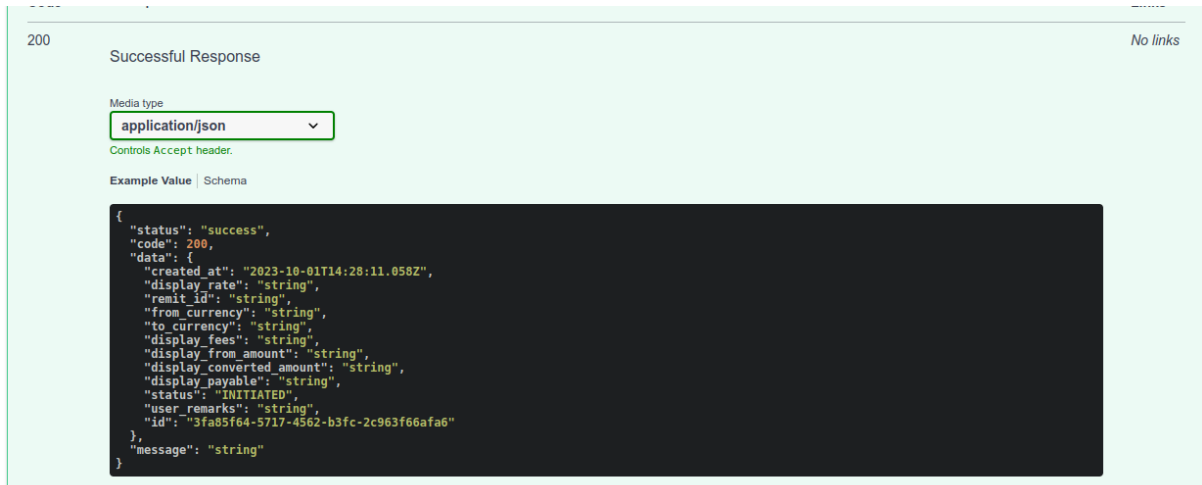 200
No links
Successful Response
Media type
application/json
Controls Accept header.
Example Value Schema
{
  "status": "success",
  "code": 200,
  "data": {
    "created_at": "2023-10-01T14:28:11.058Z",
    "display_rate": "string",
    "remit_id": "string",
    "from_currency": "string",
    "to_currency": "string",
    "display_fees": "string",
    "display_from_amount": "string",
    "display_converted_amount": "string",
    "display_payable": "string",
    "status": "INITIATED",
    "user_remarks": "string",
    "id": "3fa85f64-5717-4562-b3fc-2c963f66afa6"
  },
  "message": "string"
}